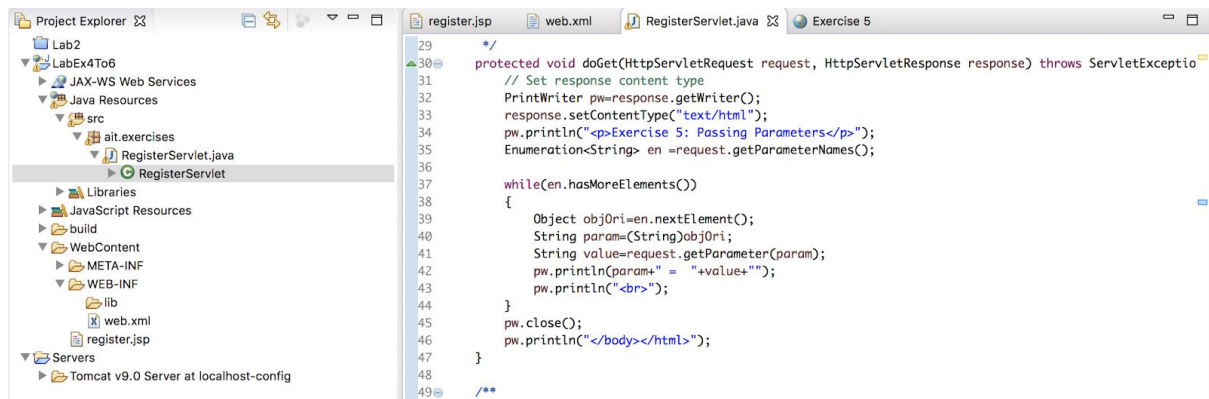 Project Explorer
Lab2
LabEx4To6
JAX-WS Web Services
Java Resources
src
ait.exercises
RegisterServlet.java
RegisterServlet
Libraries
JavaScript Resources
build
WebContent
META-INF
WEB-INF
lib
web.xml
register.jsp
Servers
Tomcat v9.0 Server at localhost-config
register.jsp web.xml RegisterServlet.java Exercise 5
29 */
30 protected void doGet(HttpServletRequest request, HttpServletResponse response) throws ServletExceptio
31 // Set response content type
32 PrintWriter pw=response.getWriter();
33 response.setContentType("text/html");
34 pw.println("<p>Exercise 5: Passing Parameters</p>");
35 Enumeration<String> en =request.getParameterNames();
36
37 while(en.hasMoreElements())
38 {
39 Object objOri=en.nextElement();
40 String param=(String)objOri;
41 String value=request.getParameter(param);
42 pw.println(param+" =  "+value+"");
43 pw.println("<br>");
44 }
45 pw.close();
46 pw.println("</body></html>");
47 }
48
49 /**